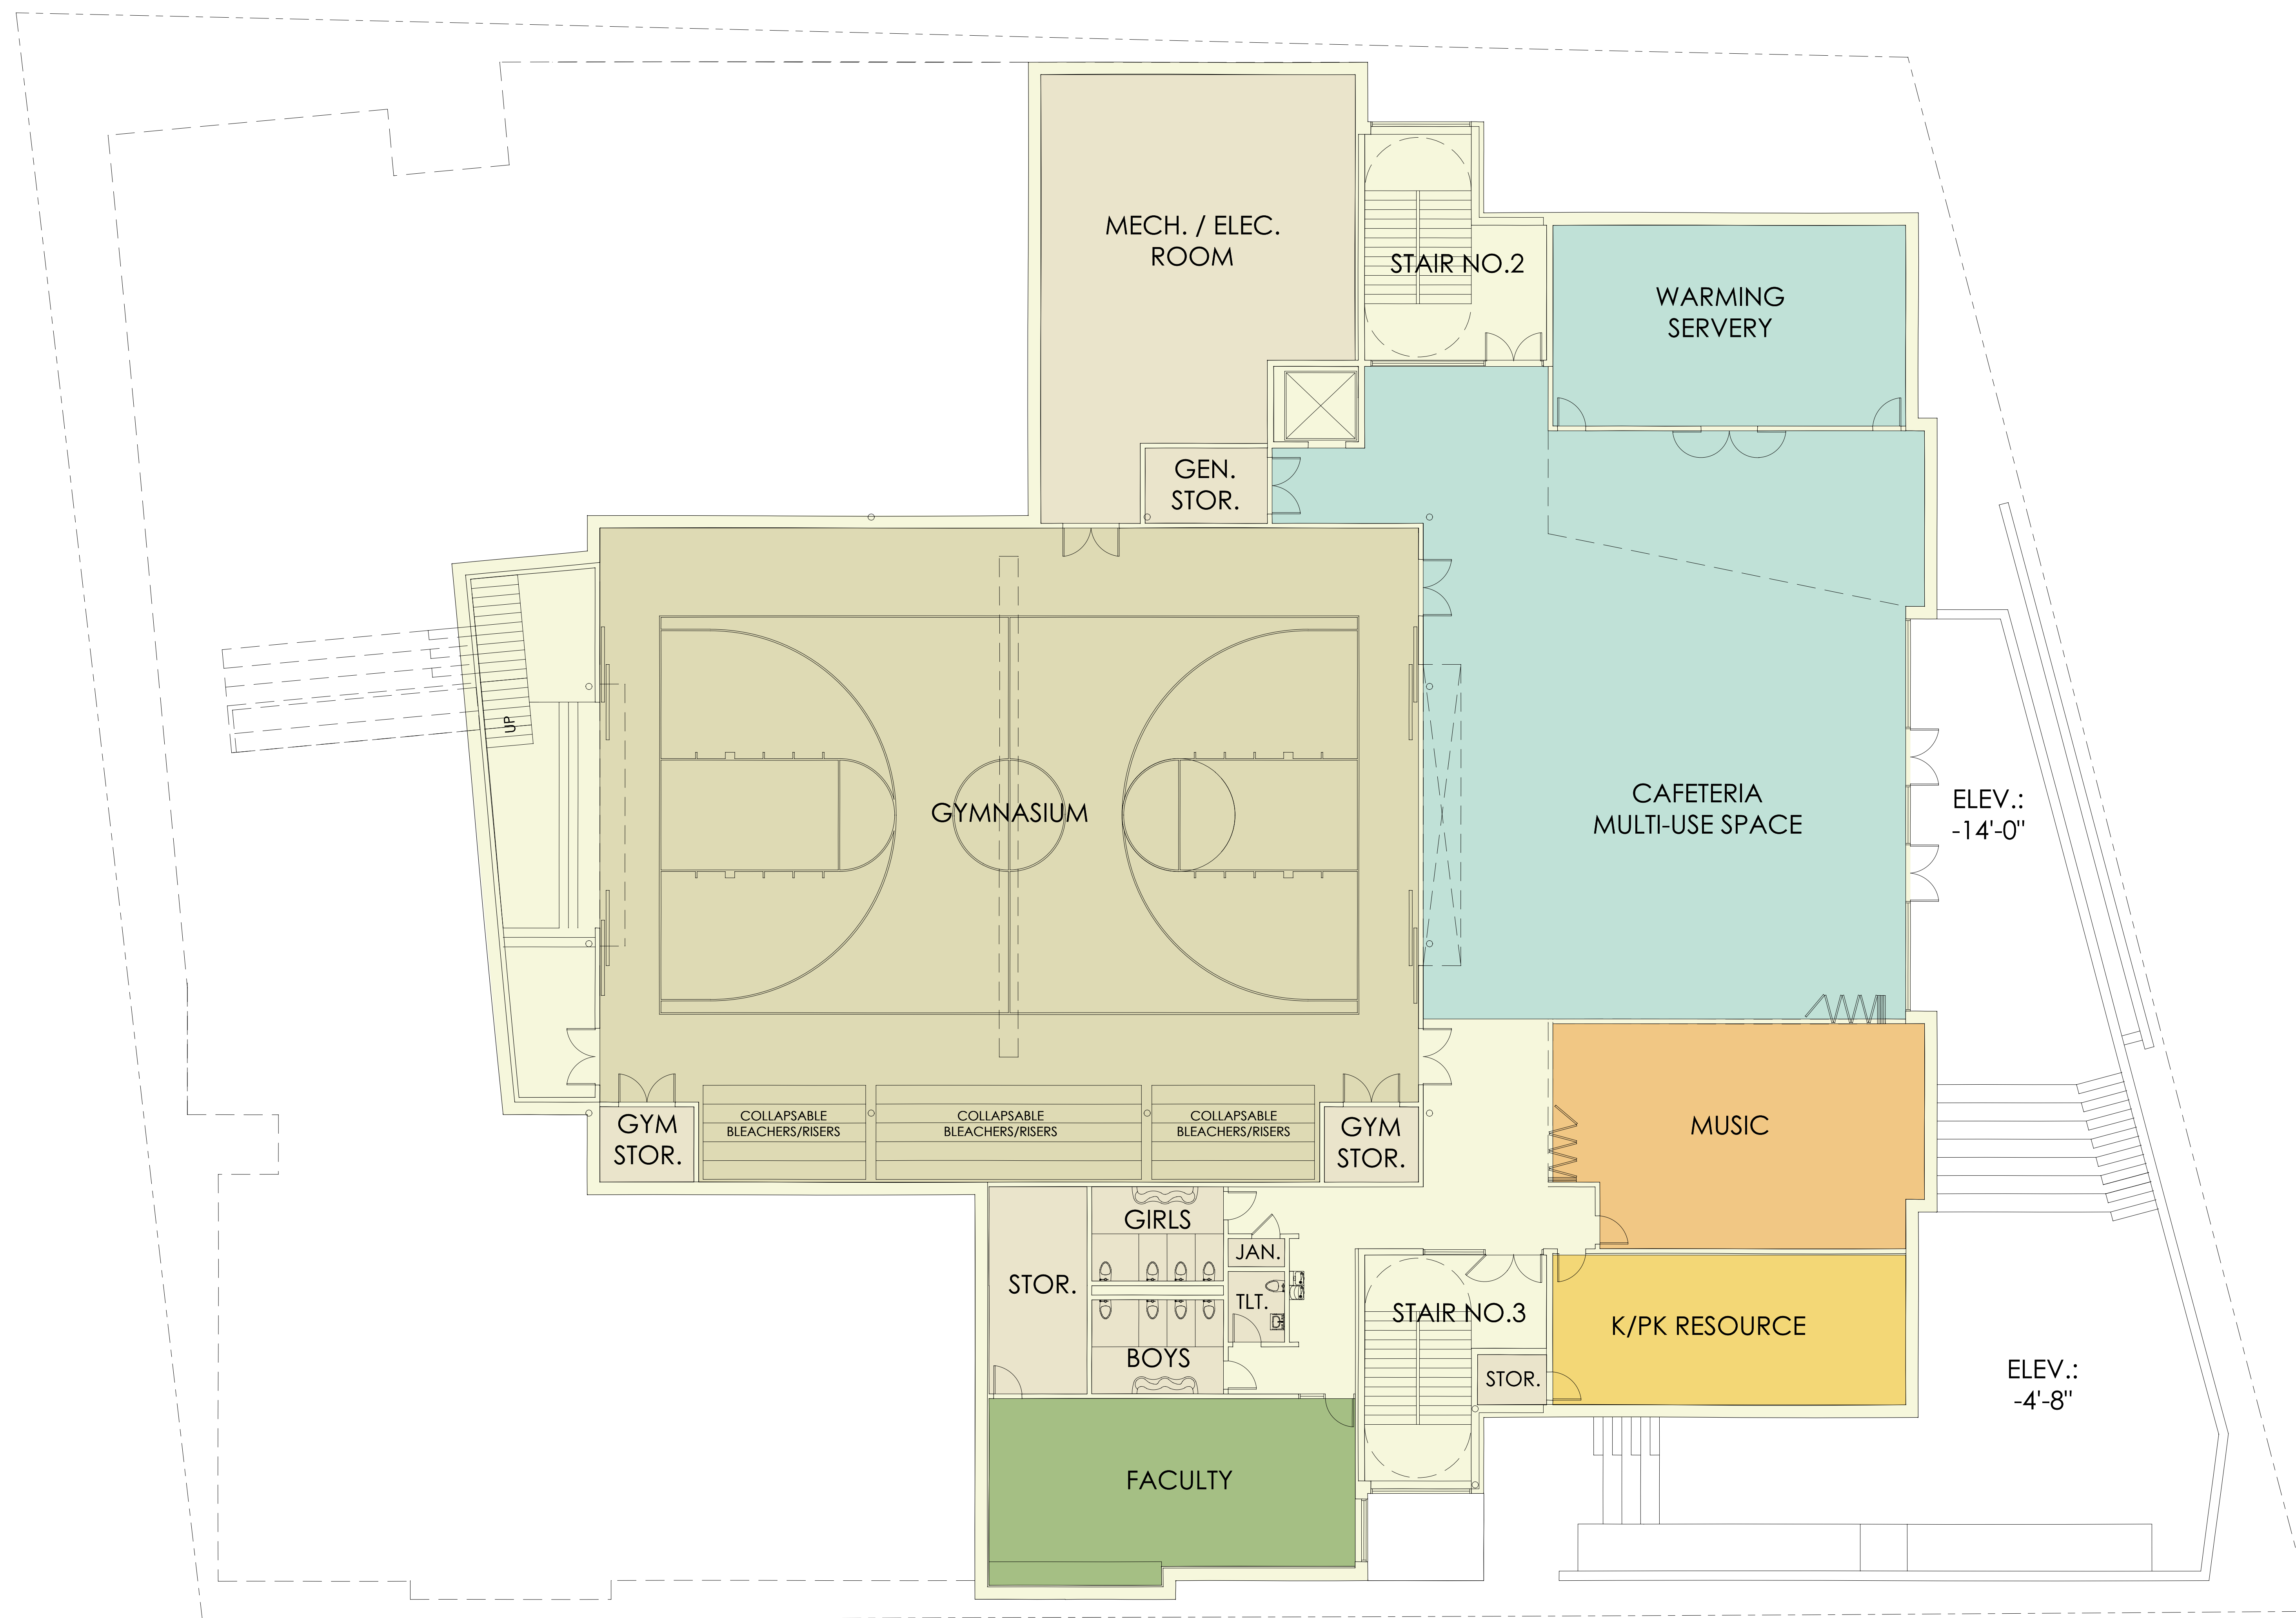 MECH. / ELEC.
ROOM
STAIR NO.2
WARMING
SERVERY
GEN.
STOR.
UP
GYMNASIUM
CAFETERIA
MULTI-USE SPACE
ELEV.:
-14'-0"
GYM
STOR.
COLLAPSABLE
BLEACHERS/RISERS
COLLAPSABLE
BLEACHERS/RISERS
COLLAPSABLE
BLEACHERS/RISERS
GYM
STOR.
MUSIC
GIRLS
JAN.
STOR.
TLT.
BOYS
STAIR NO.3
STOR.
K/PK RESOURCE
ELEV.:
-4'-8"
FACULTY